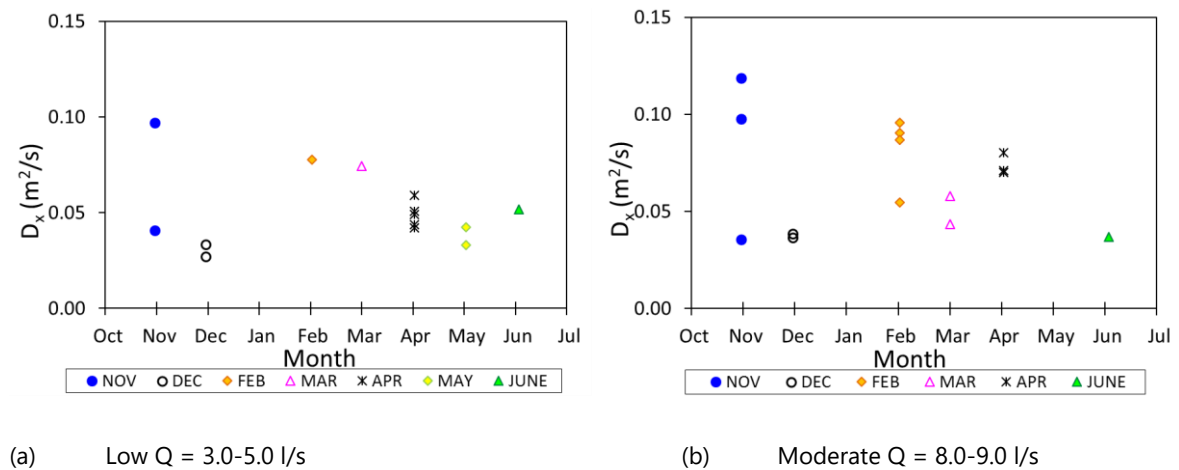 0.15
0.10
0.05
0.00
Dx (m2/s)
Oct Nov Dec Jan Feb Mar Apr May Jun Jul
Month
NOV DEC FEB MAR APR MAY JUNE
(a) Low Q = 3.0-5.0 l/s
0.15
0.10
0.05
0.00
Dx (m2/s)
Oct Nov Dec Jan Feb Mar Apr May Jun Jul
Month
NOV DEC FEB MAR APR JUNE
(b) Moderate Q = 8.0-9.0 l/s